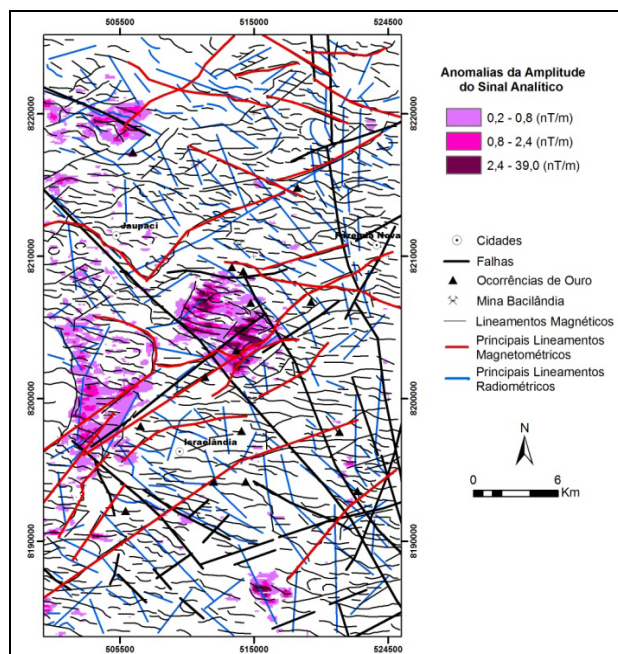 505500 515000 524500
8220000
8210000
8200000
8190000
Jaupaci
Fazenda Nova
Israelândia
505500 515000 524500
Anomalias da Amplitude
do Sinal Analítico
0,2 - 0,8 (nT/m)
0,8 - 2,4 (nT/m)
2,4 - 39,0 (nT/m)
Cidades
Falhas
Ocorrências de Ouro
Mina Bacilândia
Lineamentos Magnéticos
Principais Lineamentos
Magnetométricos
Principais Lineamentos
Radiométricos
N
0 6
Km